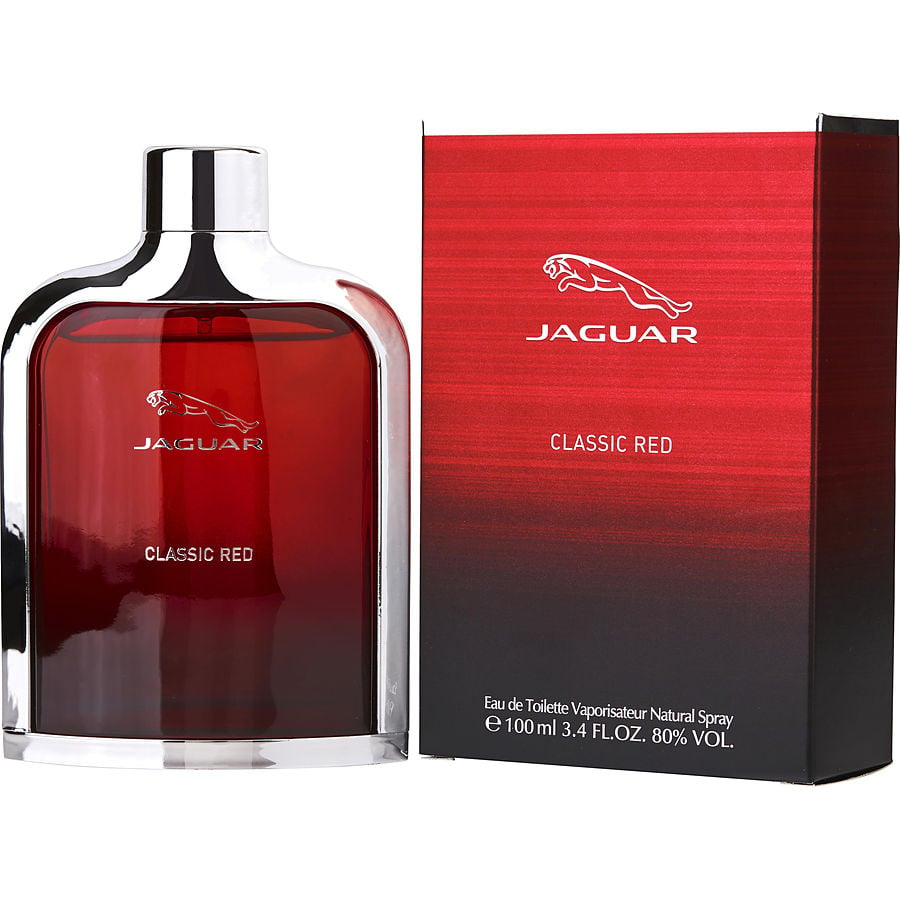 JAGUAR
CLASSIC RED
JAGUAR
CLASSIC RED
Eau de Toilette Vaporisateur Natural Spray
℮ 100 ml 3.4 FL.OZ. 80% VOL.